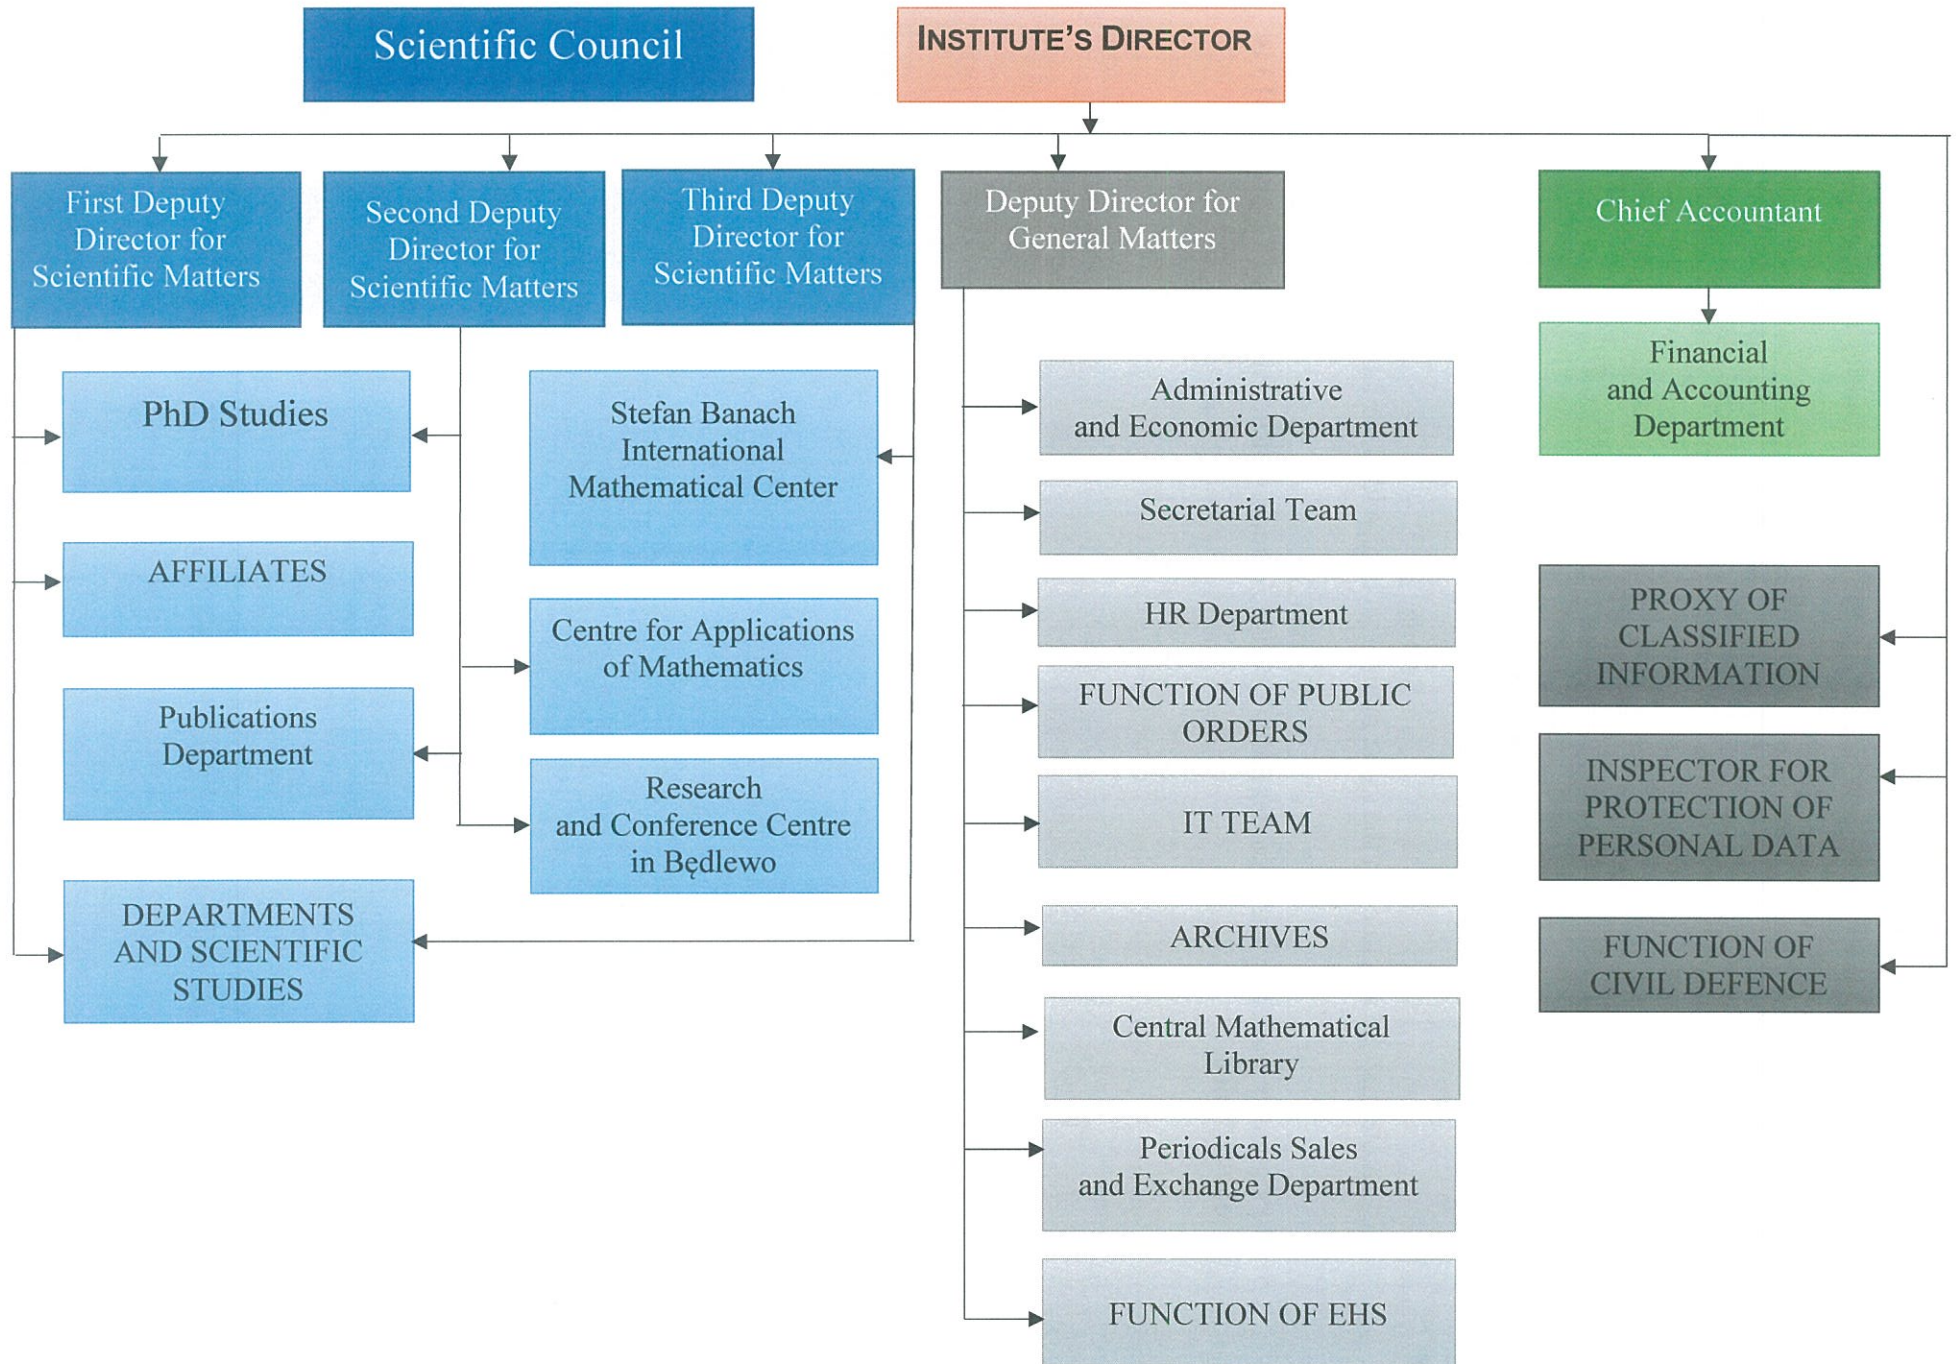 Scientific Council
INSTITUTE'S DIRECTOR
First Deputy
Director for
Scientific Matters
Second Deputy
Director for
Scientific Matters
Third Deputy
Director for
Scientific Matters
Deputy Director for
General Matters
Chief Accountant
PhD Studies
AFFILIATES
Publications
Department
DEPARTMENTS
AND SCIENTIFIC
STUDIES
Stefan Banach
International
Mathematical Center
Centre for Applications
of Mathematics
Research
and Conference Centre
in Będlewo
Administrative
and Economic Department
Secretarial Team
HR Department
FUNCTION OF PUBLIC
ORDERS
IT TEAM
ARCHIVES
Central Mathematical
Library
Periodicals Sales
and Exchange Department
FUNCTION OF EHS
Financial
and Accounting
Department
PROXY OF
CLASSIFIED
INFORMATION
INSPECTOR FOR
PROTECTION OF
PERSONAL DATA
FUNCTION OF
CIVIL DEFENCE